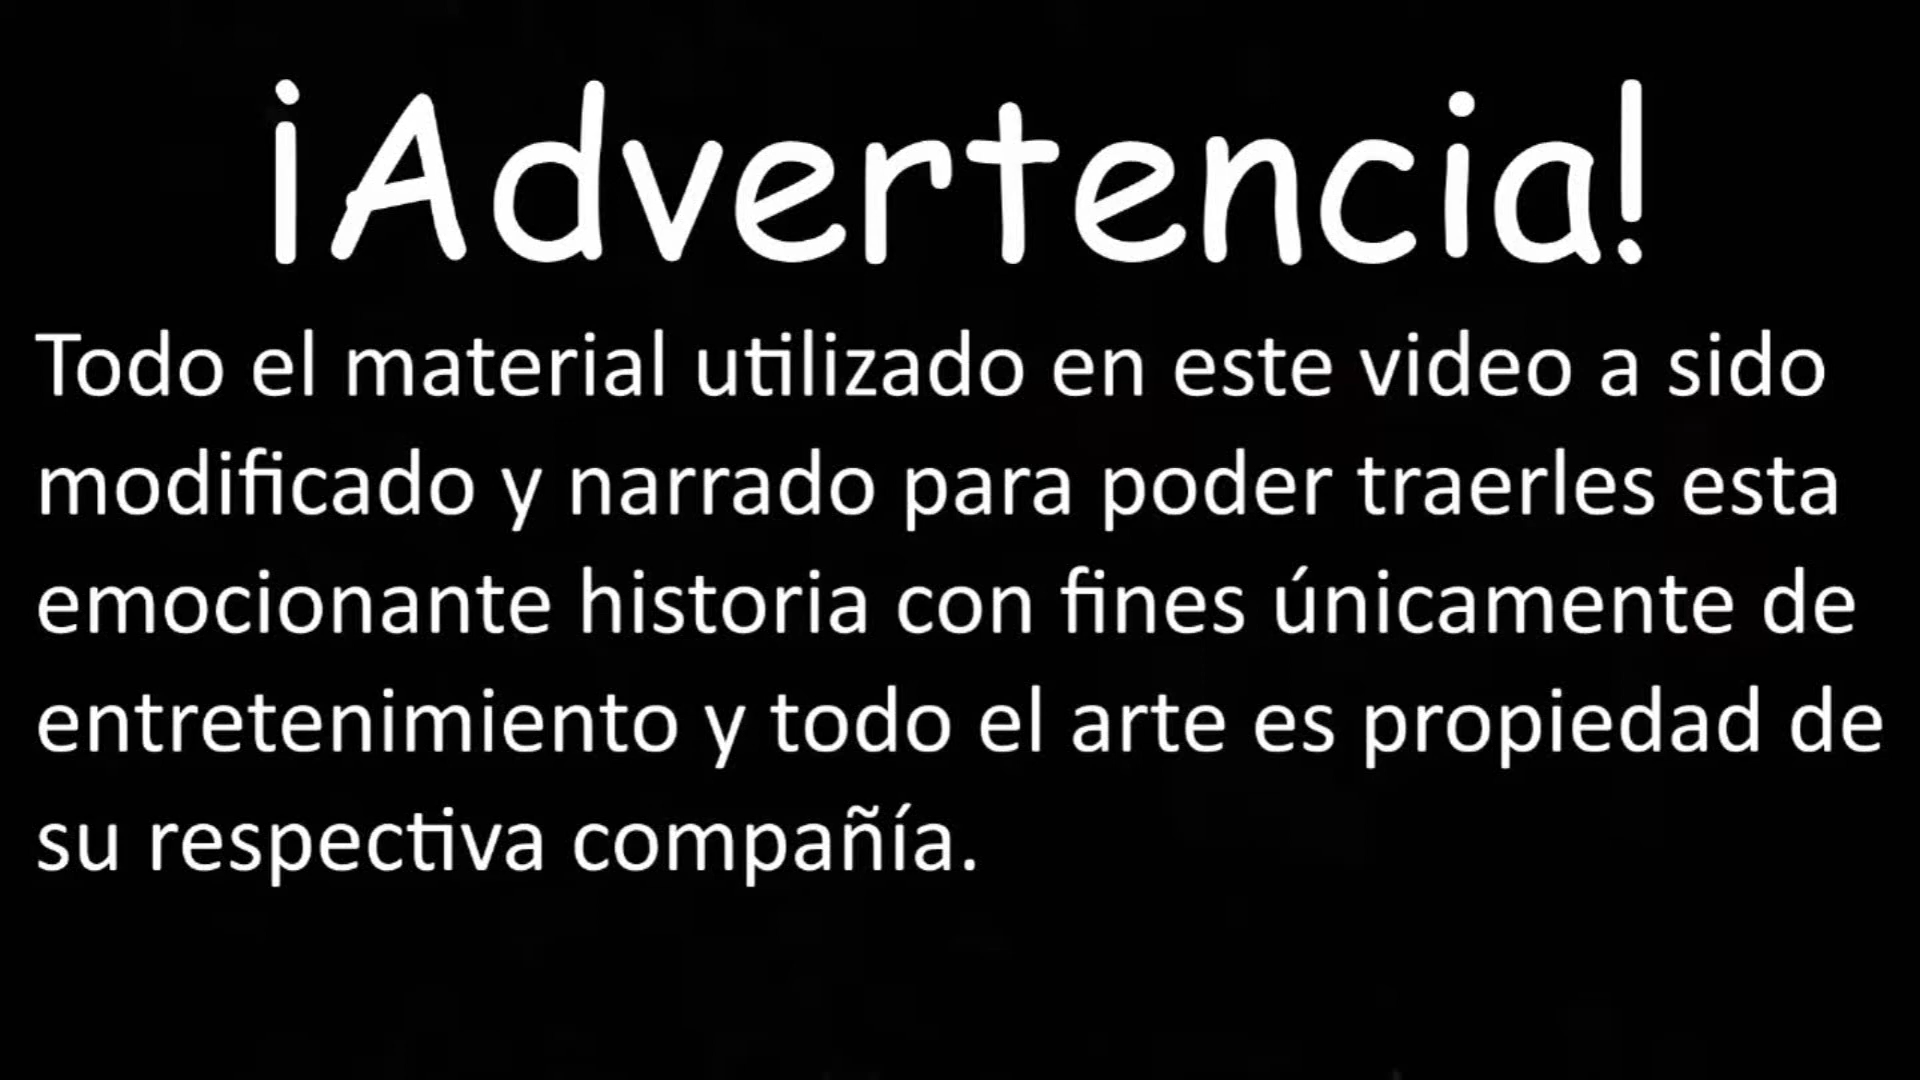 ¡Advertencia!
Todo el material utilizado en este video a sido
modificado y narrado para poder traerles esta
emocionante historia con fines únicamente de
entretenimiento y todo el arte es propiedad de
su respectiva compañía.